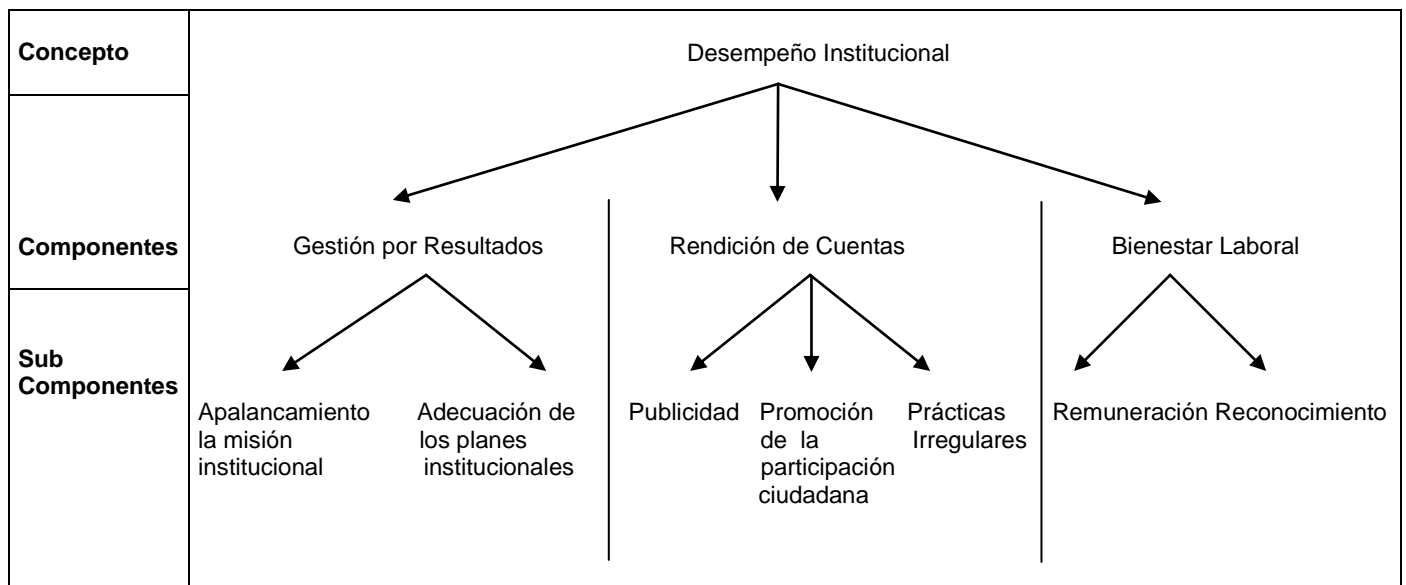 Concepto
Desempeño Institucional
Componentes
Gestión por Resultados
Rendición de Cuentas
Bienestar Laboral
Sub
Componentes
Apalancamiento
la misión
institucional
Adecuación de
los planes
institucionales
Publicidad
Promoción
de la
participación
ciudadana
Prácticas
Irregulares
Remuneración
Reconocimiento